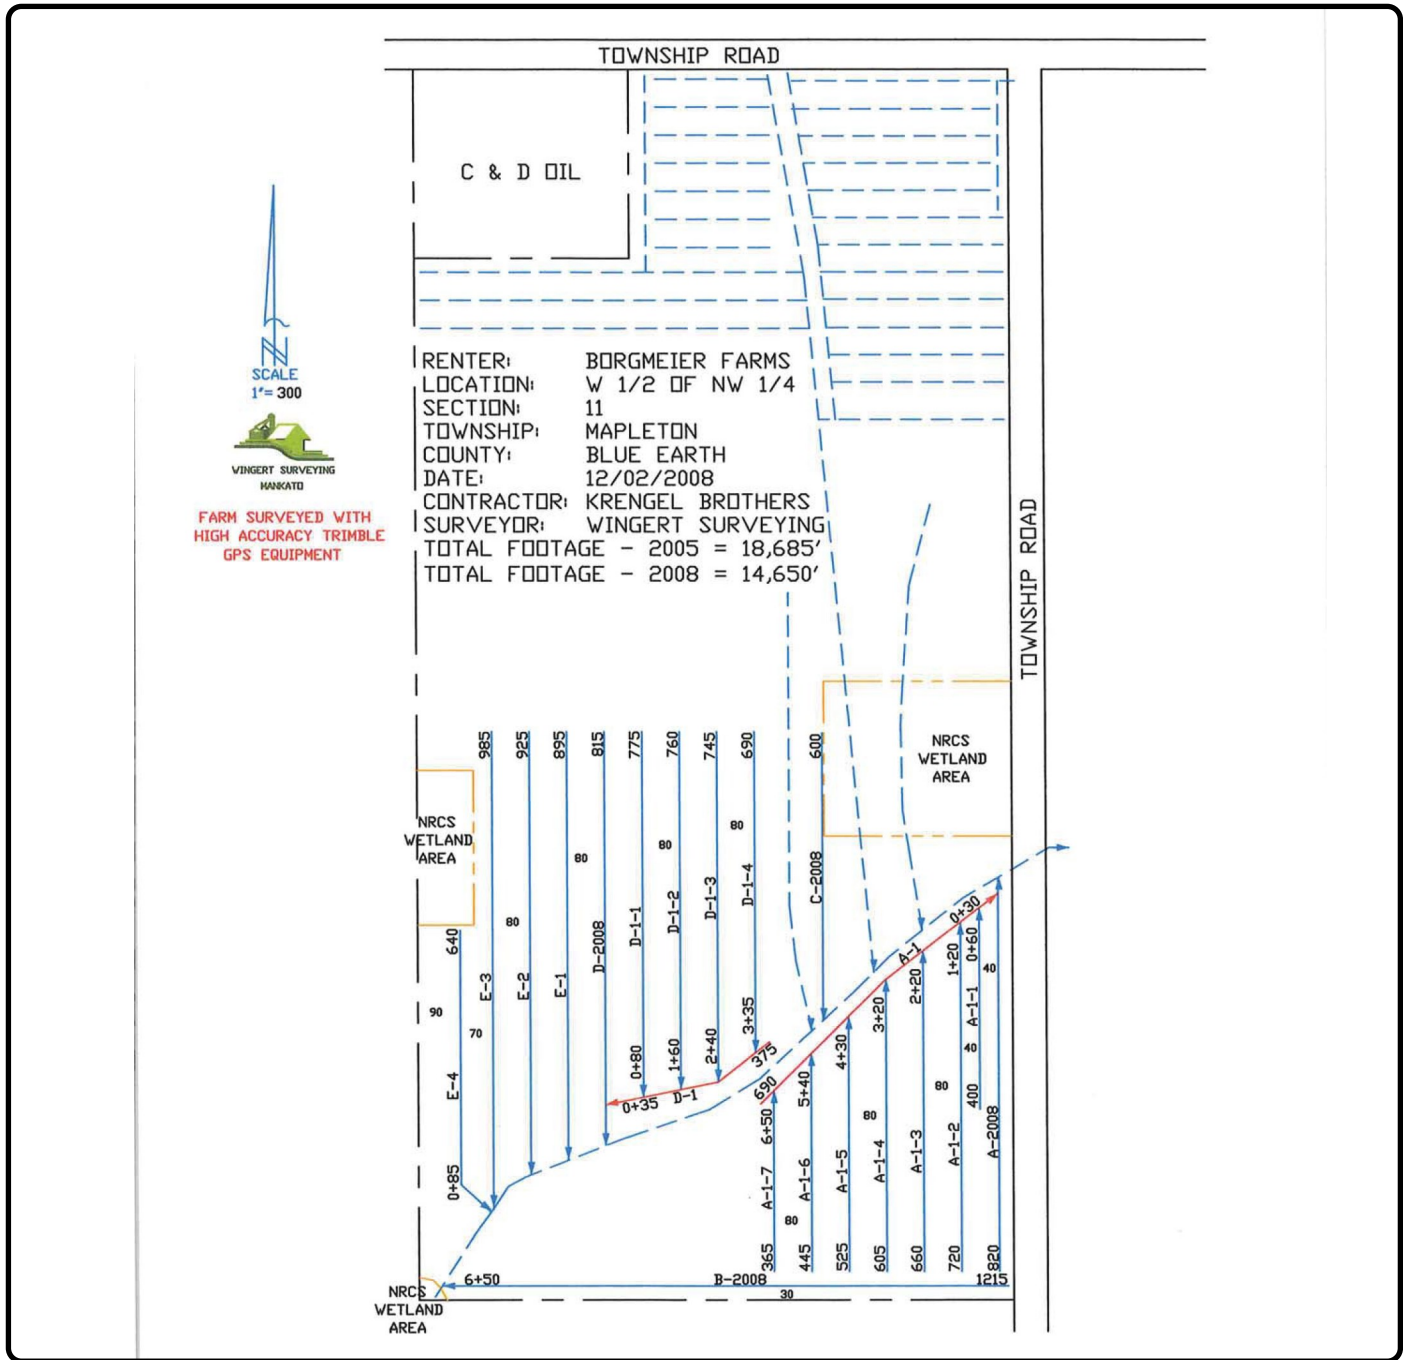 TOWNSHIP ROAD
C & D OIL
N
SCALE
1"= 300
WINGERT SURVEYING
MANKATO
FARM SURVEYED WITH
HIGH ACCURACY TRIMBLE
GPS EQUIPMENT
RENTER: BORGMEIER FARMS
LOCATION: W 1/2 OF NW 1/4
SECTION: 11
TOWNSHIP: MAPLETON
COUNTY: BLUE EARTH
DATE: 12/02/2008
CONTRACTOR: KRENGEL BROTHERS
SURVEYOR: WINGERT SURVEYING
TOTAL FOOTAGE - 2005 = 18,685'
TOTAL FOOTAGE - 2008 = 14,650'
TOWNSHIP ROAD
NRCS
WETLAND
AREA
NRCS
WETLAND
AREA
985
925
895
815
775
760
745
690
600
80
80
80
80
640
90
70
E-4
E-3
E-2
E-1
D-2008
D-1-1
D-1-2
D-1-3
D-1-4
C-2008
0+85
0+80
1+60
2+40
3+35
0+35
D-1
375
690
A-1
0+30
6+50
5+40
4+30
3+20
2+20
1+20
0+60
40
40
80
80
80
A-1-7
A-1-6
A-1-5
A-1-4
A-1-3
A-1-2
A-1-1
400
A-2008
365
445
525
605
660
720
820
6+50
B-2008
1215
30
NRCS
WETLAND
AREA